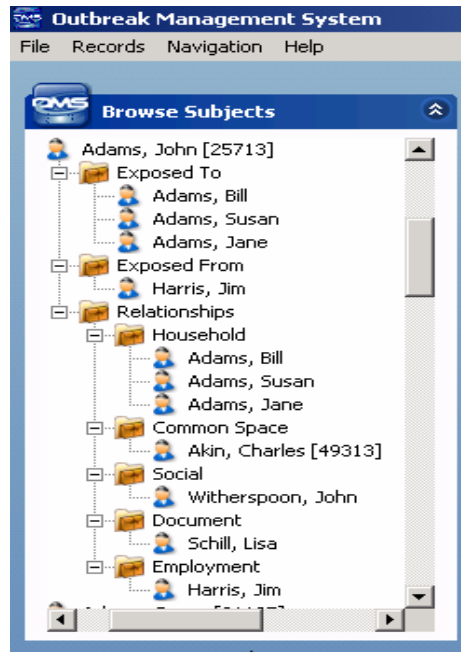 Outbreak Management System
File Records Navigation Help
OMS
Browse Subjects
Adams, John [25713]
Exposed To
Adams, Bill
Adams, Susan
Adams, Jane
Exposed From
Harris, Jim
Relationships
Household
Adams, Bill
Adams, Susan
Adams, Jane
Common Space
Akin, Charles [49313]
Social
Witherspoon, John
Document
Schill, Lisa
Employment
Harris, Jim